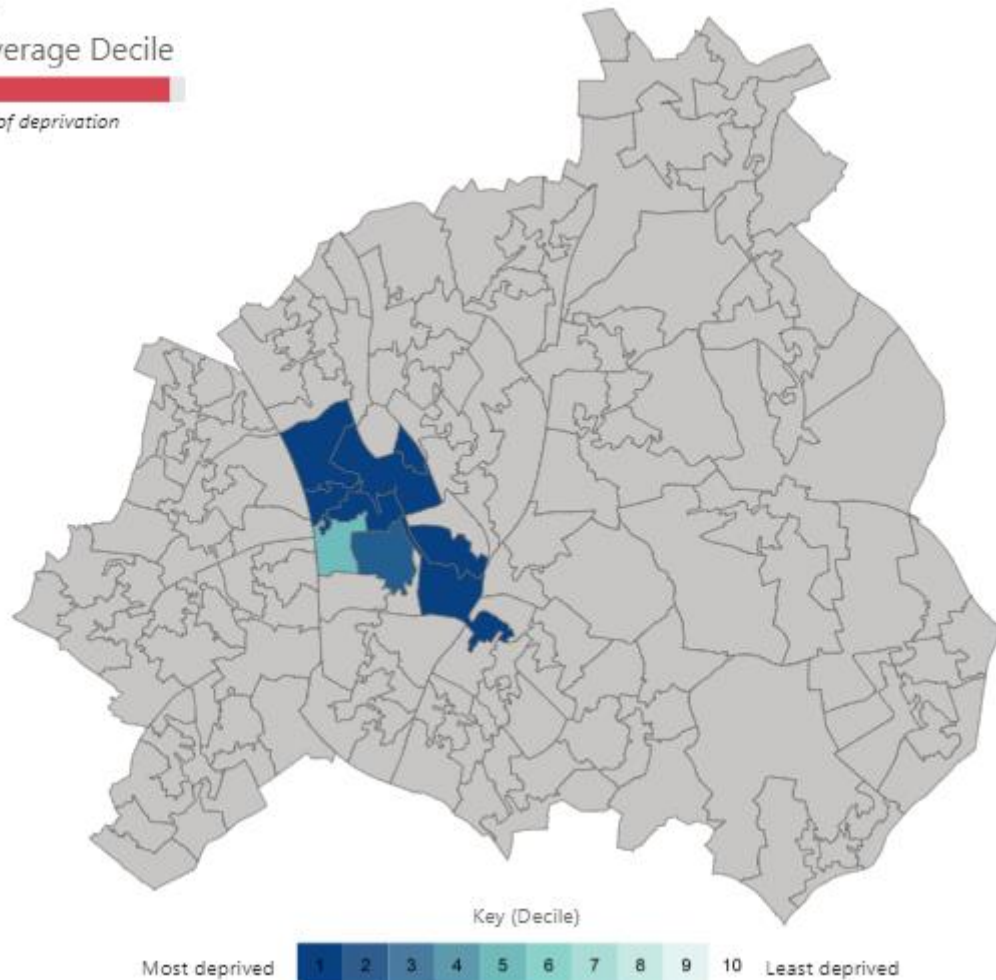 verage Decile
of deprivation
Key (Decile)
Most deprived 1 2 3 4 5 6 7 8 9 10 Least deprived